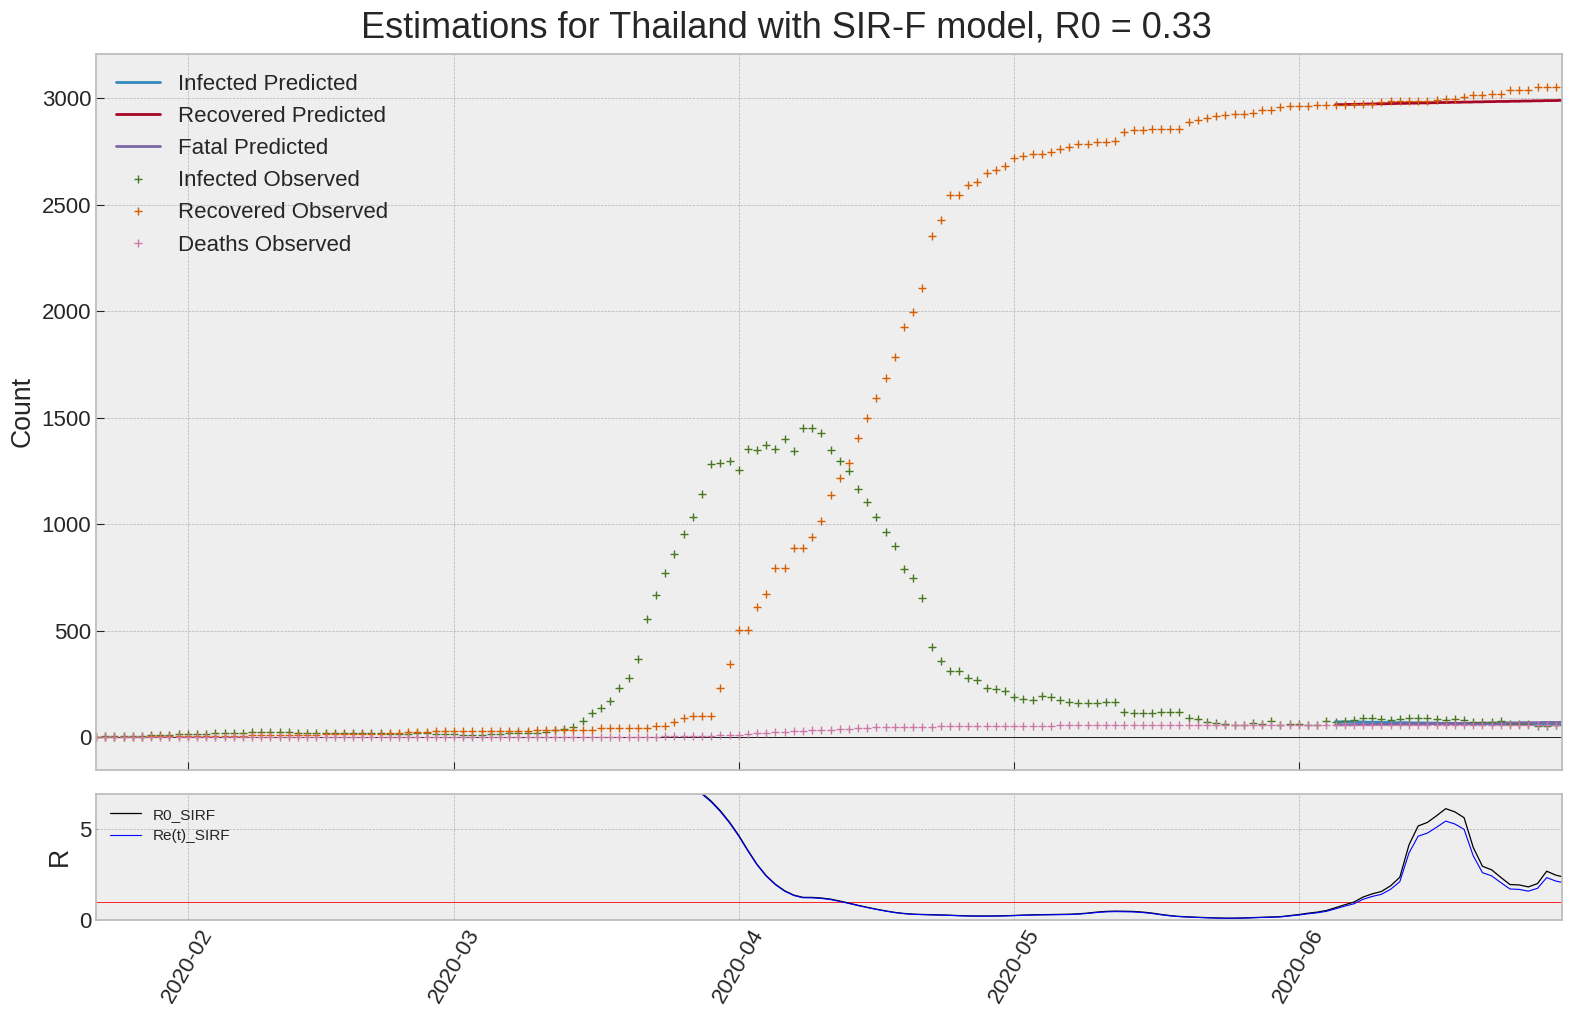 Estimations for Thailand with SIR-F model, R0 = 0.33
Infected Predicted
Recovered Predicted
Fatal Predicted
Infected Observed
Recovered Observed
Deaths Observed
Count
3000
2500
2000
1500
1000
500
0
R0_SIRF
Re(t)_SIRF
R
5
0
2020-02
2020-03
2020-04
2020-05
2020-06